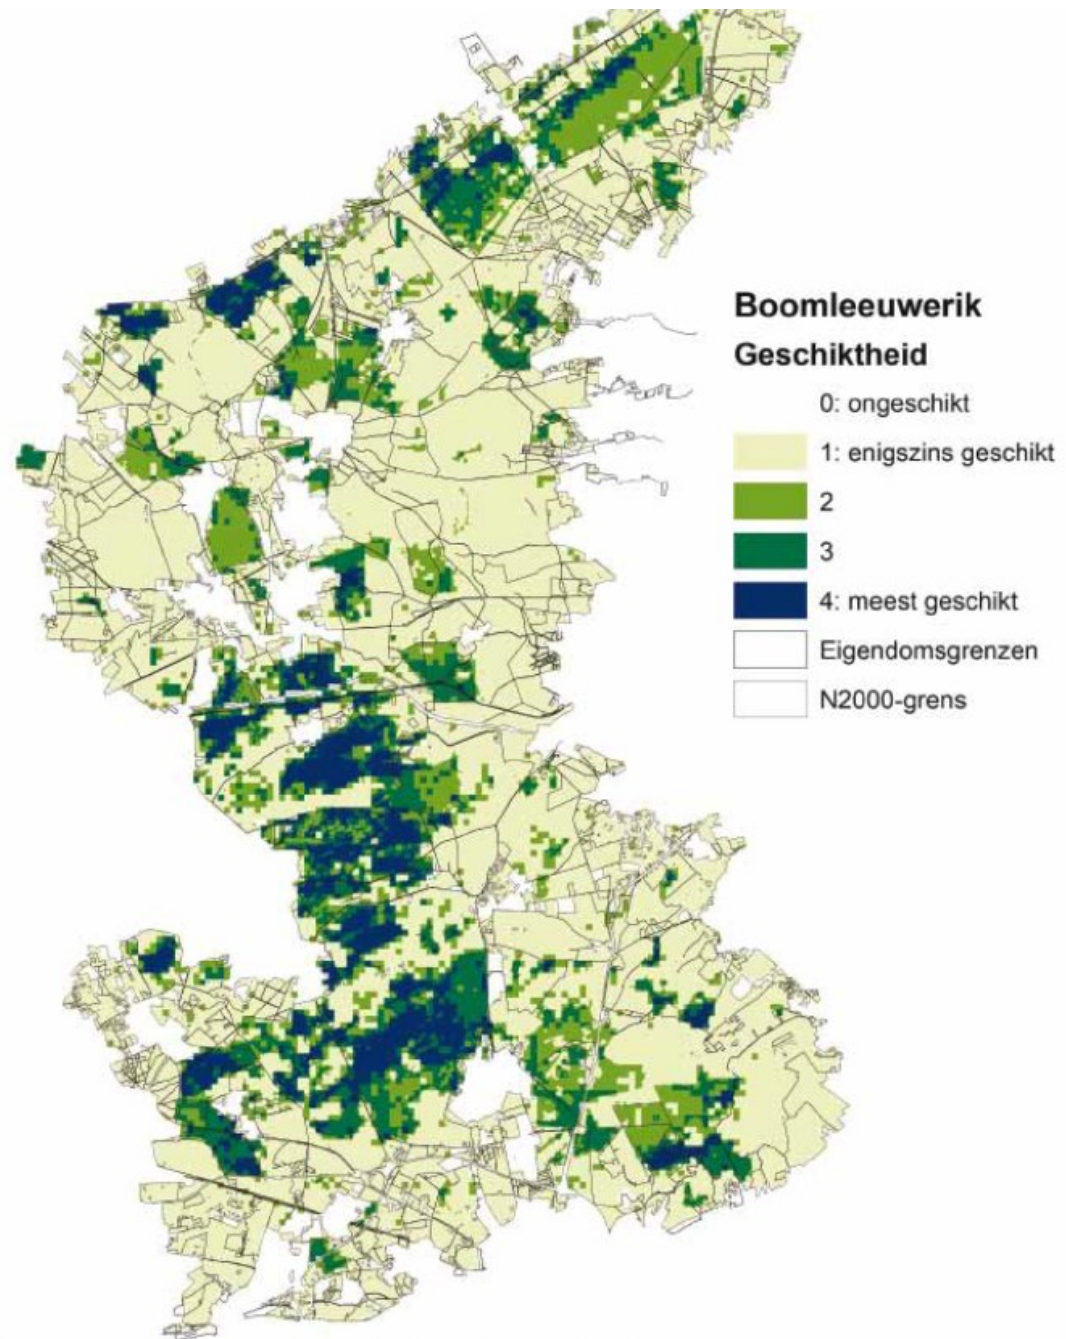 Boomleeuwerik
Geschiktheid
0: ongeschikt
1: enigszins geschikt
2
3
4: meest geschikt
Eigendomsgrenzen
N2000-grens